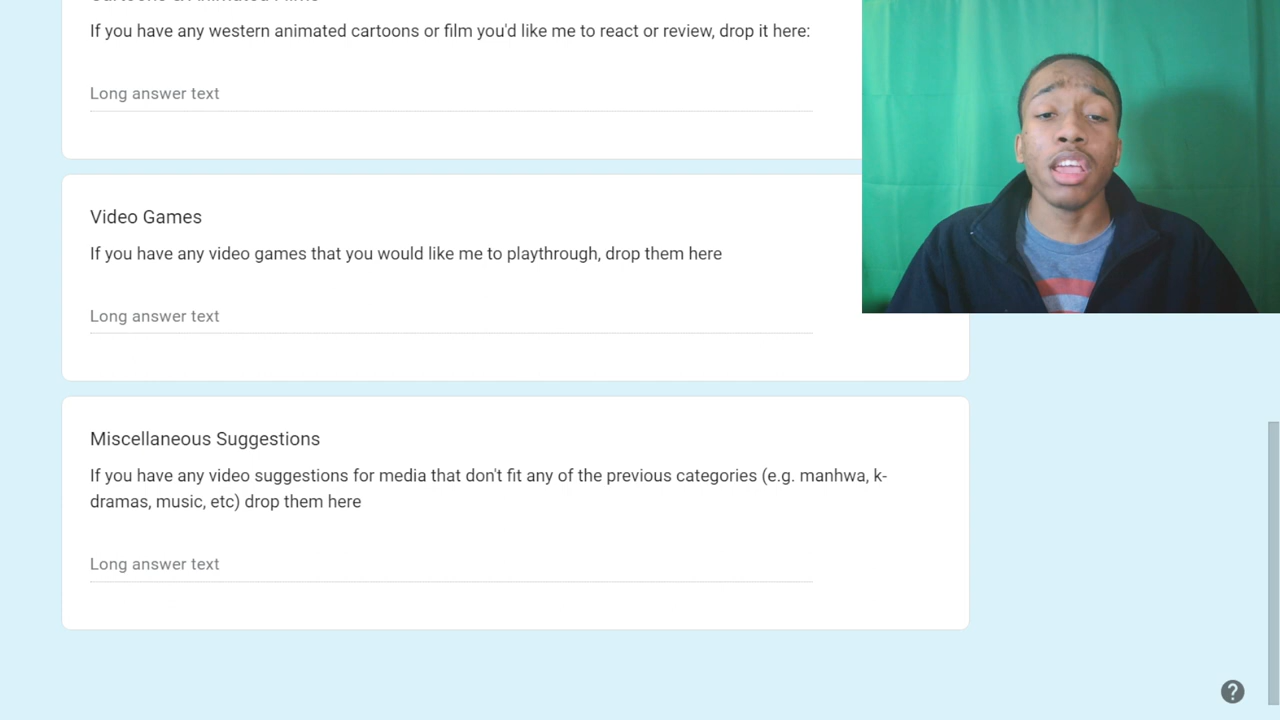 If you have any western animated cartoons or film you'd like me to react or review, drop it here:
Long answer text
Video Games
If you have any video games that you would like me to playthrough, drop them here
Long answer text
Miscellaneous Suggestions
If you have any video suggestions for media that don't fit any of the previous categories (e.g. manhwa, k-
dramas, music, etc) drop them here
Long answer text
?